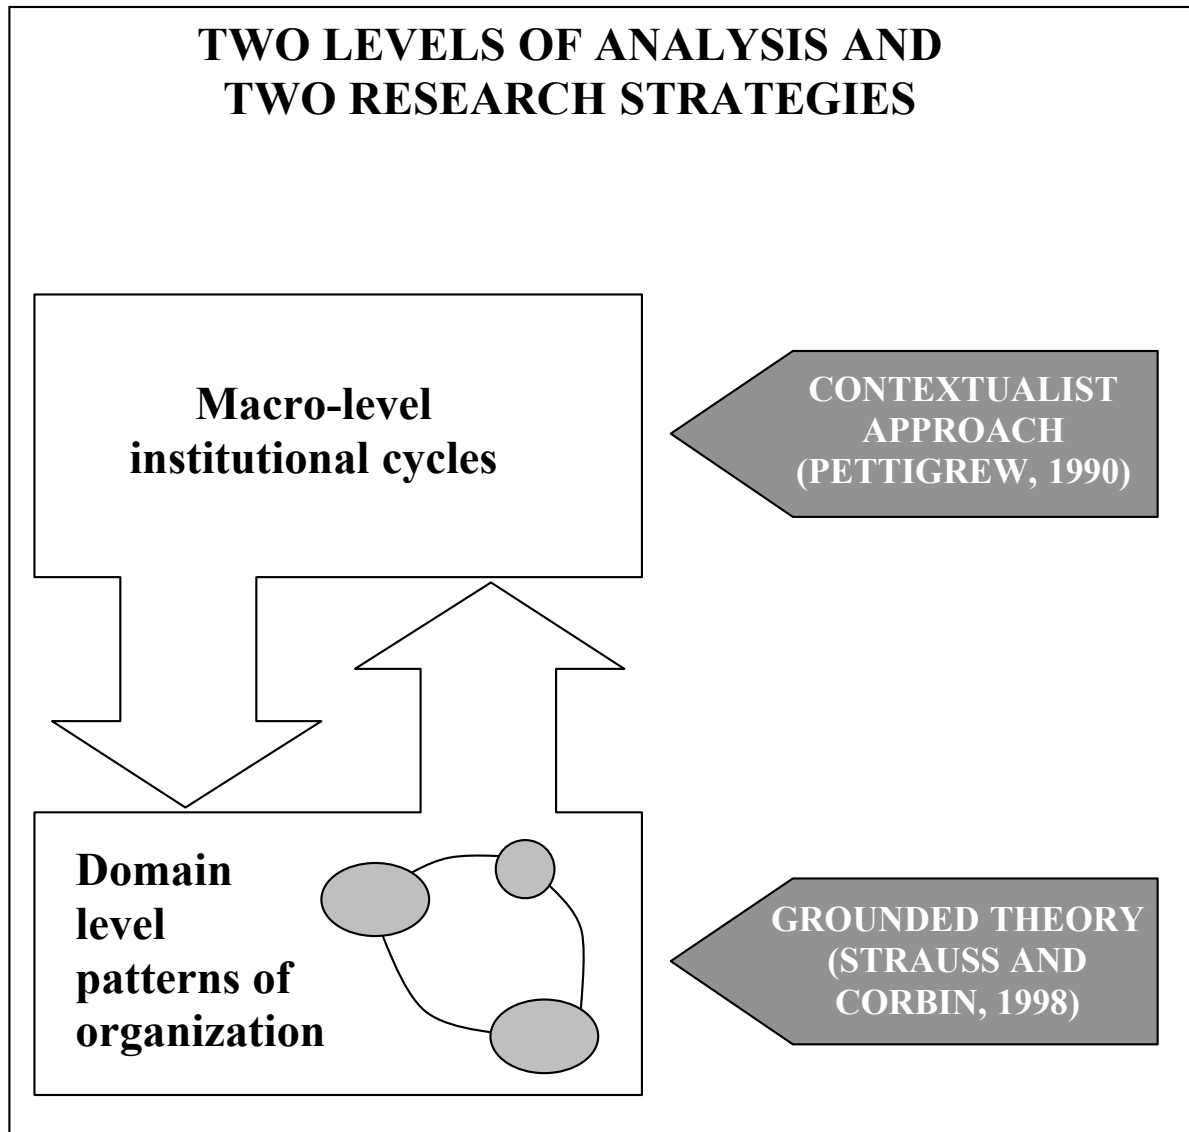 TWO LEVELS OF ANALYSIS AND
TWO RESEARCH STRATEGIES
Macro-level
institutional cycles
CONTEXTUALIST
APPROACH
(PETTIGREW, 1990)
Domain
level
patterns of
organization
GROUNDED THEORY
(STRAUSS AND
CORBIN, 1998)